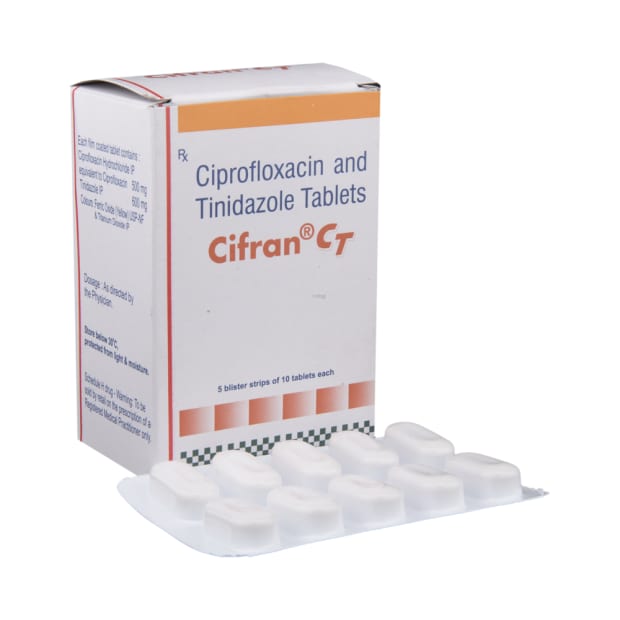 Cifran® CT
Rx
Ciprofloxacin and
Tinidazole Tablets
Cifran® CT
5 blister strips of 10 tablets each
Each film coated tablet contains :
Ciprofloxacin Hydrochloride IP
equivalent to Ciprofloxacin 500 mg
Tinidazole IP 600 mg
Colours: Ferric Oxide (Yellow) USP-NF
& Titanium Dioxide IP
Dosage : As directed by
the Physician.
Store below 30°C,
protected from light & moisture.
Schedule H drug - Warning: To be
sold by retail on the prescription of a
Registered Medical Practitioner only.